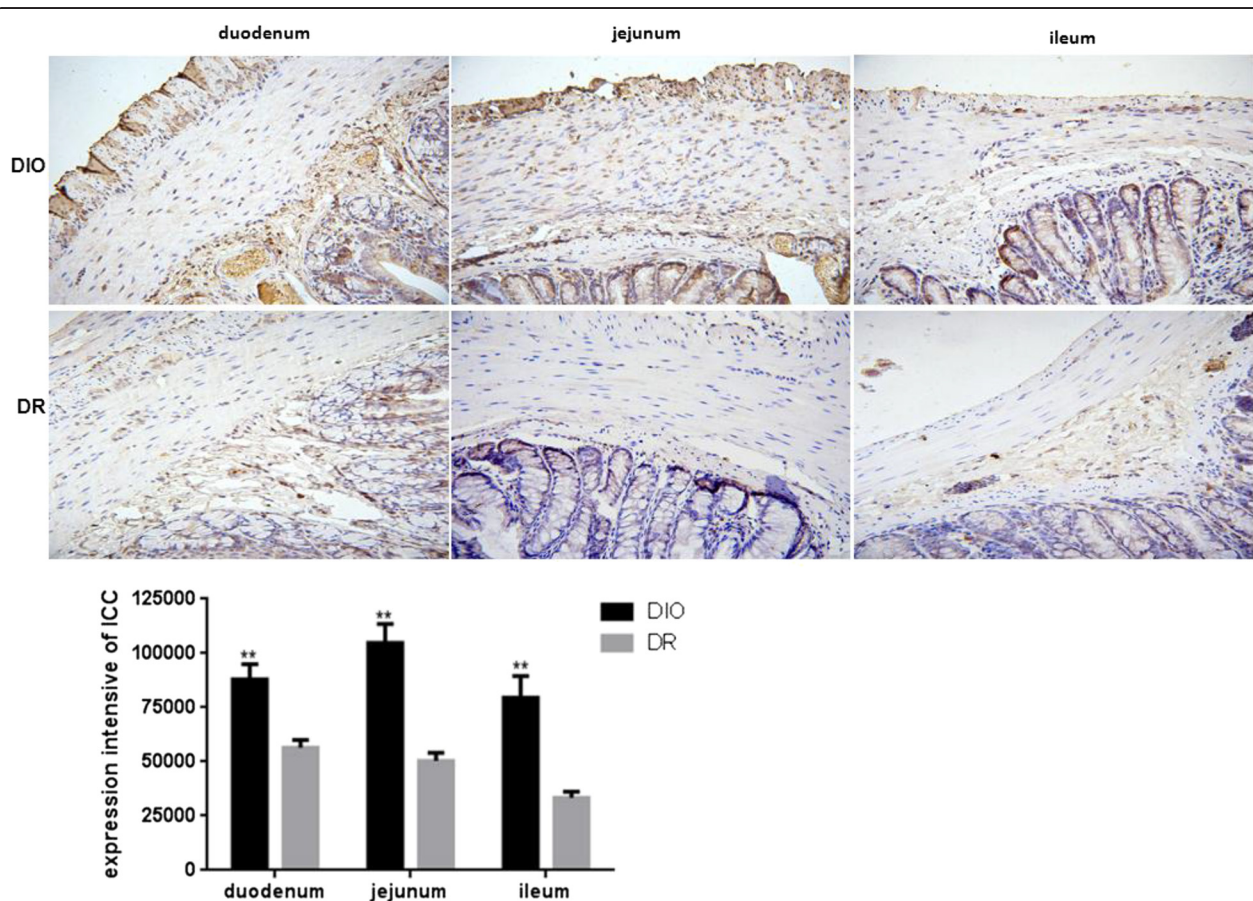 duodenum jejunum ileum
DIO
DR
expression intensive of ICC
125000
100000
75000
50000
25000
0
** ** **
duodenum jejunum ileum
DIO
DR